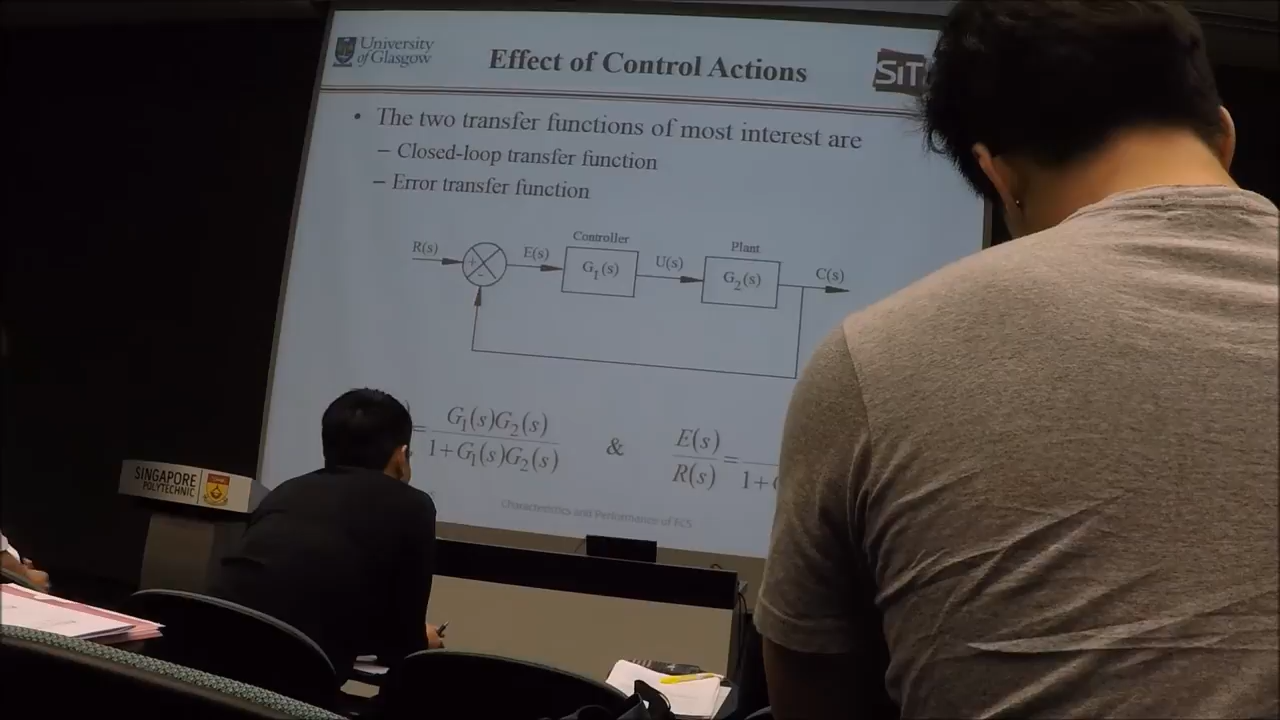 University
of Glasgow
Effect of Control Actions
SiT
• The two transfer functions of most interest are
– Closed-loop transfer function
– Error transfer function
Controller
Plant
R(s)
+
−
E(s)
G₁(s)
U(s)
G₂(s)
C(s)
= G₁(s)G₂(s) / 1+G₁(s)G₂(s) & E(s) / R(s) = 1+
Characteristics and Performance of FCS
SINGAPORE
POLYTECHNIC